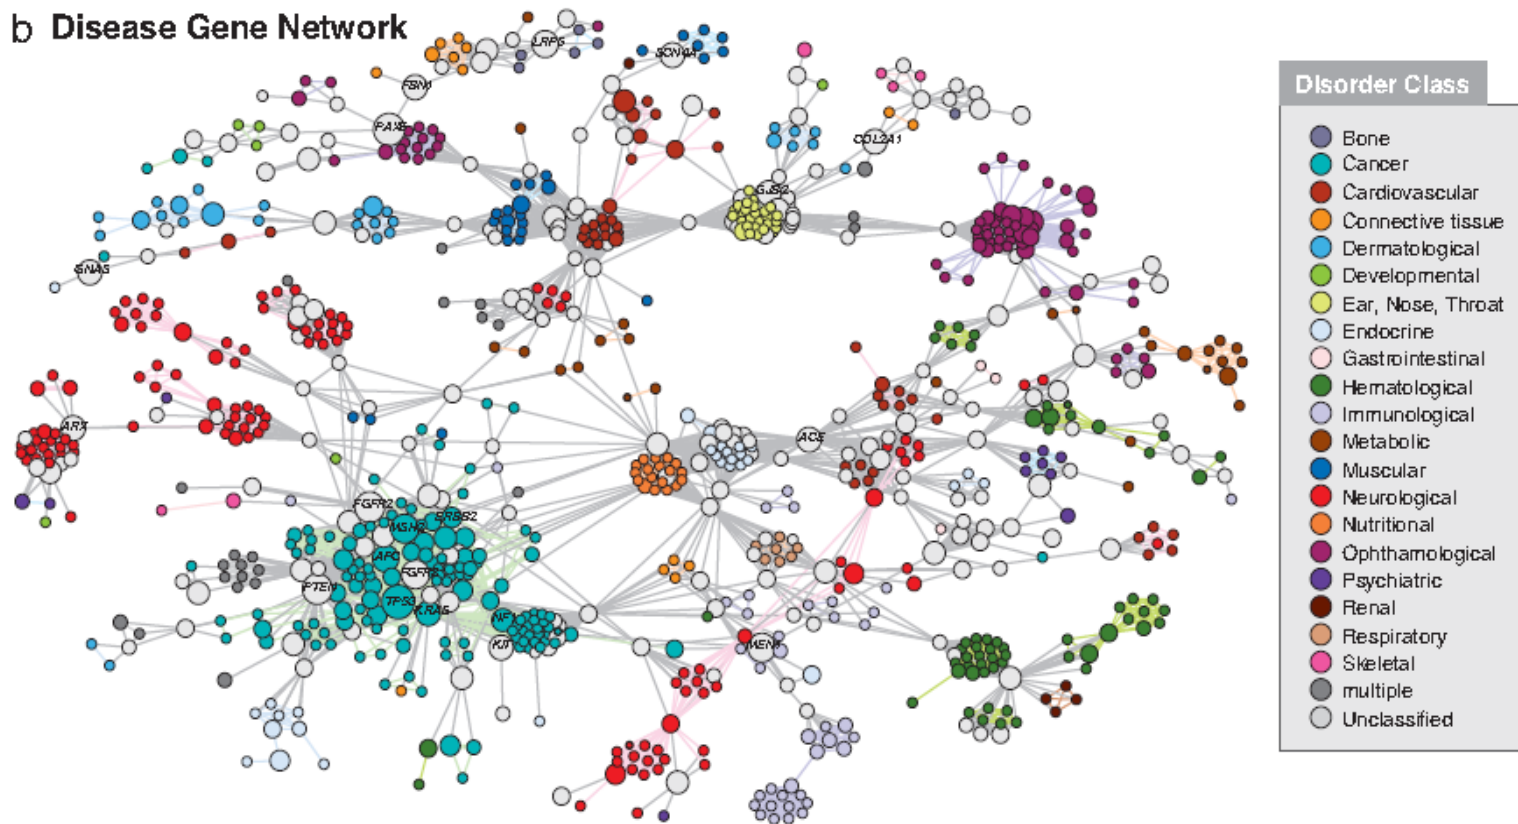 b Disease Gene Network
LRP5
SCN4A
FBN1
PAX6
COL2A1
GJB2
GNAS
ARX
ACE
FGFR2
ERBB2
MSH2
APC
FGFR3
PTEN
TP53
KRAS
NF1
KIT
MEN1
Disorder Class
Bone
Cancer
Cardiovascular
Connective tissue
Dermatological
Developmental
Ear, Nose, Throat
Endocrine
Gastrointestinal
Hematological
Immunological
Metabolic
Muscular
Neurological
Nutritional
Ophthamological
Psychiatric
Renal
Respiratory
Skeletal
multiple
Unclassified